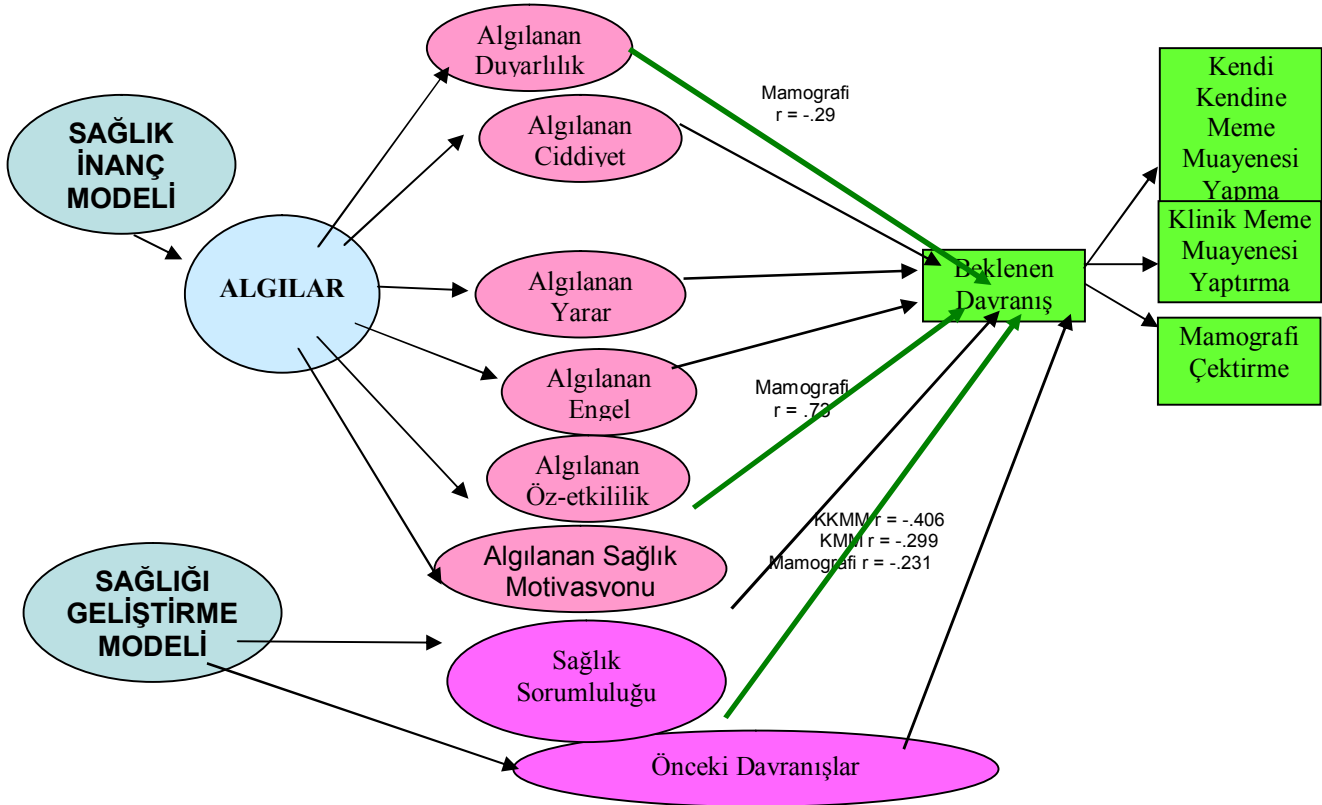 Algılanan
Duyarlılık
Mamografi
r = -.29
Kendi
Kendine
Meme
Muayenesi
Yapma
SAĞLIK
İNANÇ
MODELİ
Algılanan
Ciddiyet
Klinik Meme
Muayenesi
Yaptırma
ALGILAR
Algılanan
Yarar
Beklenen
Davranış
Mamografi
Çektirme
Algılanan
Engel
Mamografi
r = .73
Algılanan
Öz-etkililik
KKMM r = -.406
KMM r = -.299
Mamografi r = -.231
Algılanan Sağlık
Motivasyonu
SAĞLIĞI
GELİŞTİRME
MODELİ
Sağlık
Sorumluluğu
Önceki Davranışlar